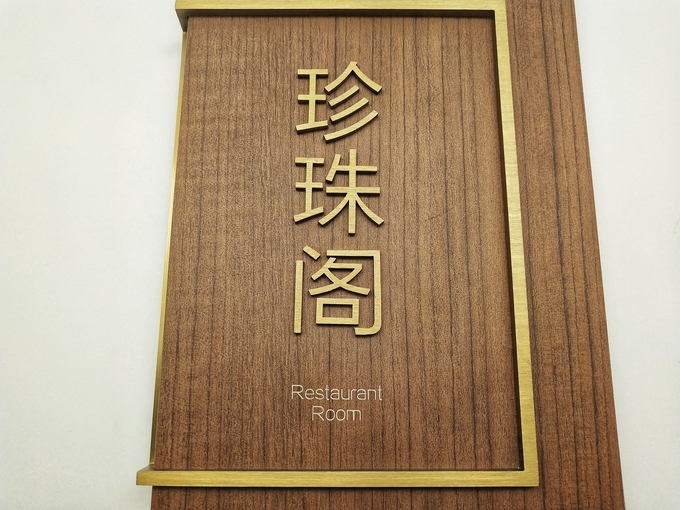 珍珠阁
Restaurant
Room